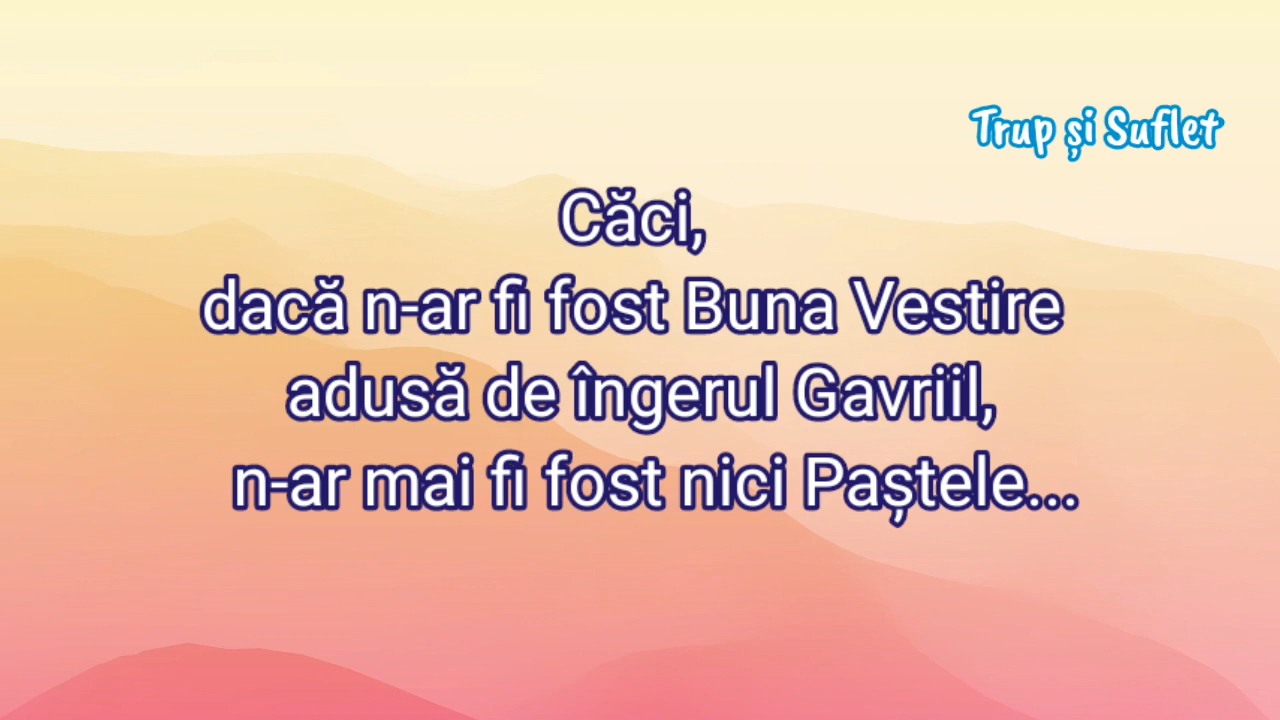 Trup și Suflet
Căci,
dacă n-ar fi fost Buna Vestire
adusă de îngerul Gavriil,
n-ar mai fi fost nici Paștele...